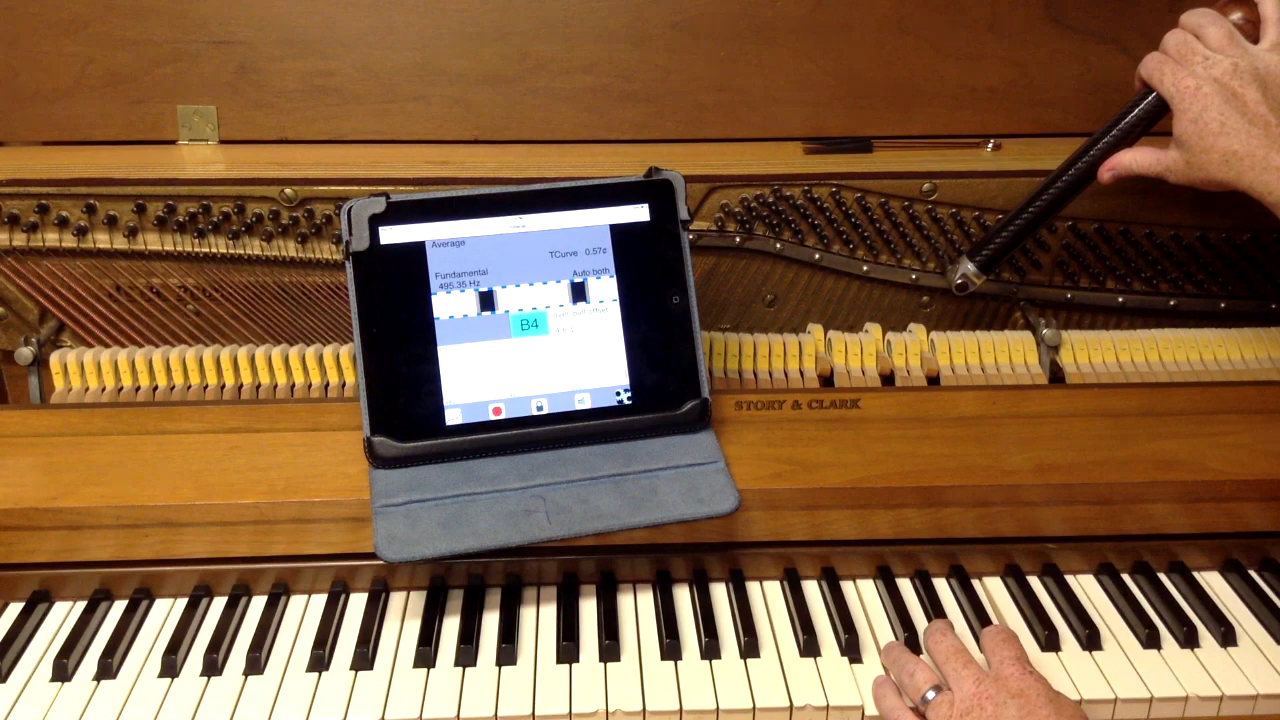 Average
TCurve 0.57¢
Fundamental
Auto both
495.35 Hz
B4
STORY & CLARK